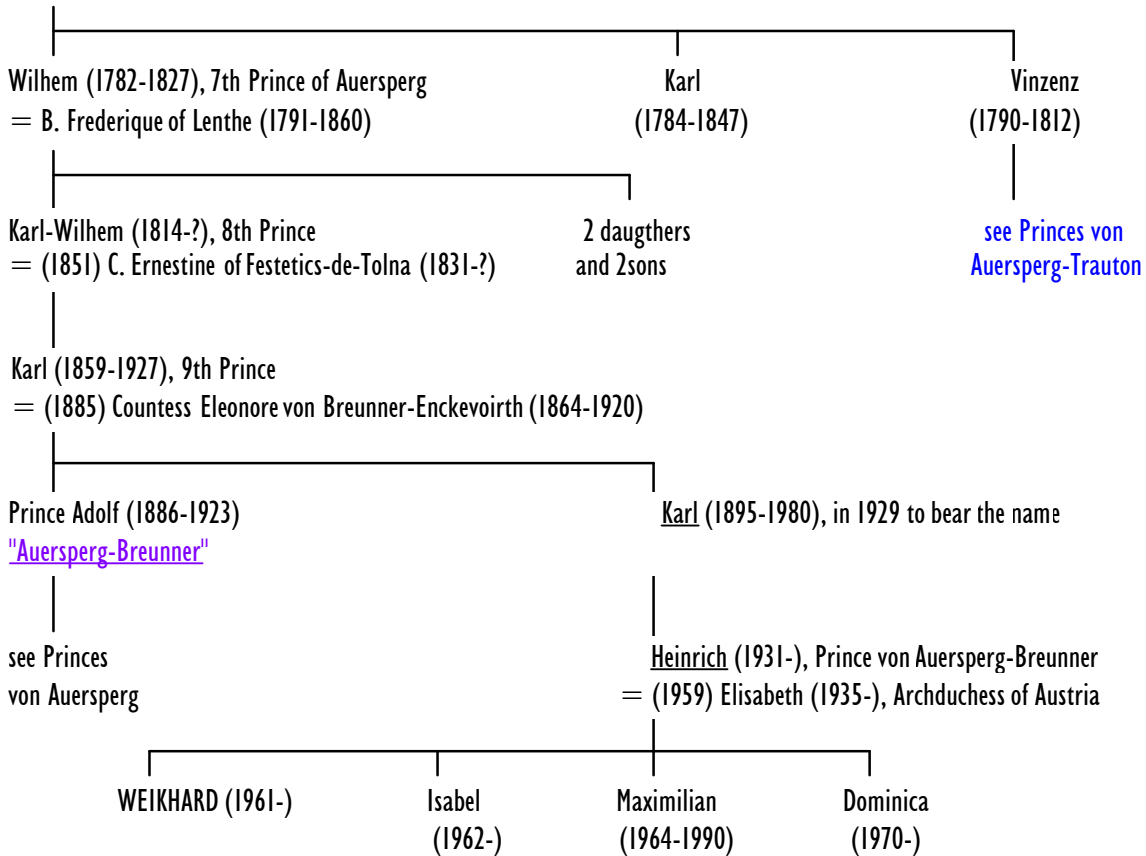 Wilhem (1782-1827), 7th Prince of Auersperg
= B. Frederique of Lenthe (1791-1860)
Karl
(1784-1847)
Vinzenz
(1790-1812)
Karl-Wilhem (1814-?), 8th Prince
= (1851) C. Ernestine of Festetics-de-Tolna (1831-?)
2 daugthers
and 2sons
see Princes von
Auersperg-Trauton
Karl (1859-1927), 9th Prince
= (1885) Countess Eleonore von Breunner-Enckevoirth (1864-1920)
Prince Adolf (1886-1923)
"Auersperg-Breunner"
Karl (1895-1980), in 1929 to bear the name
see Princes
von Auersperg
Heinrich (1931-), Prince von Auersperg-Breunner
= (1959) Elisabeth (1935-), Archduchess of Austria
WEIKHARD (1961-)
Isabel
(1962-)
Maximilian
(1964-1990)
Dominica
(1970-)